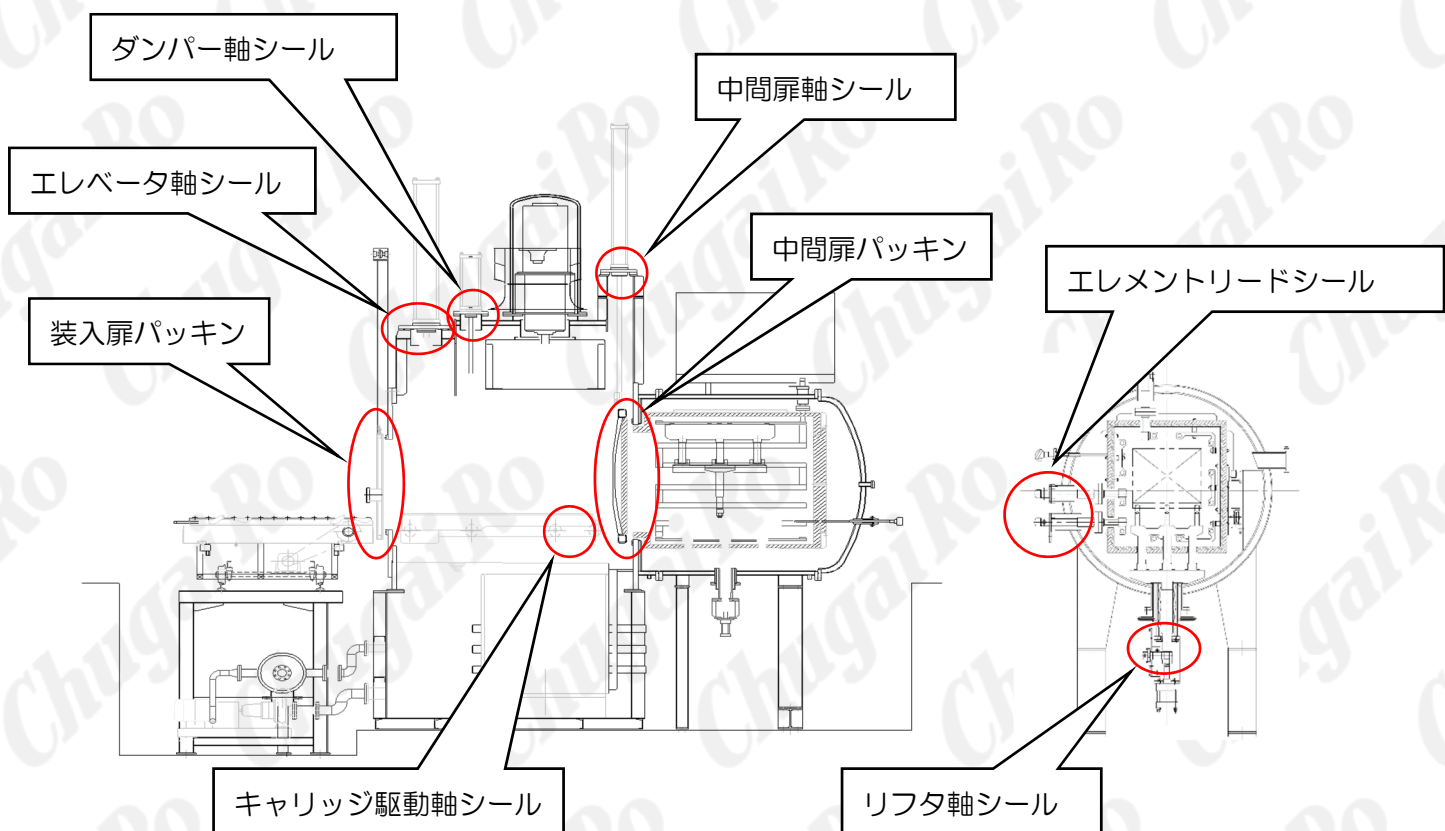 ダンパー軸シール
中間扉軸シール
エレベータ軸シール
中間扉パッキン
エレメントリードシール
装入扉パッキン
キャリッジ駆動軸シール
リフタ軸シール
ChugaiRo